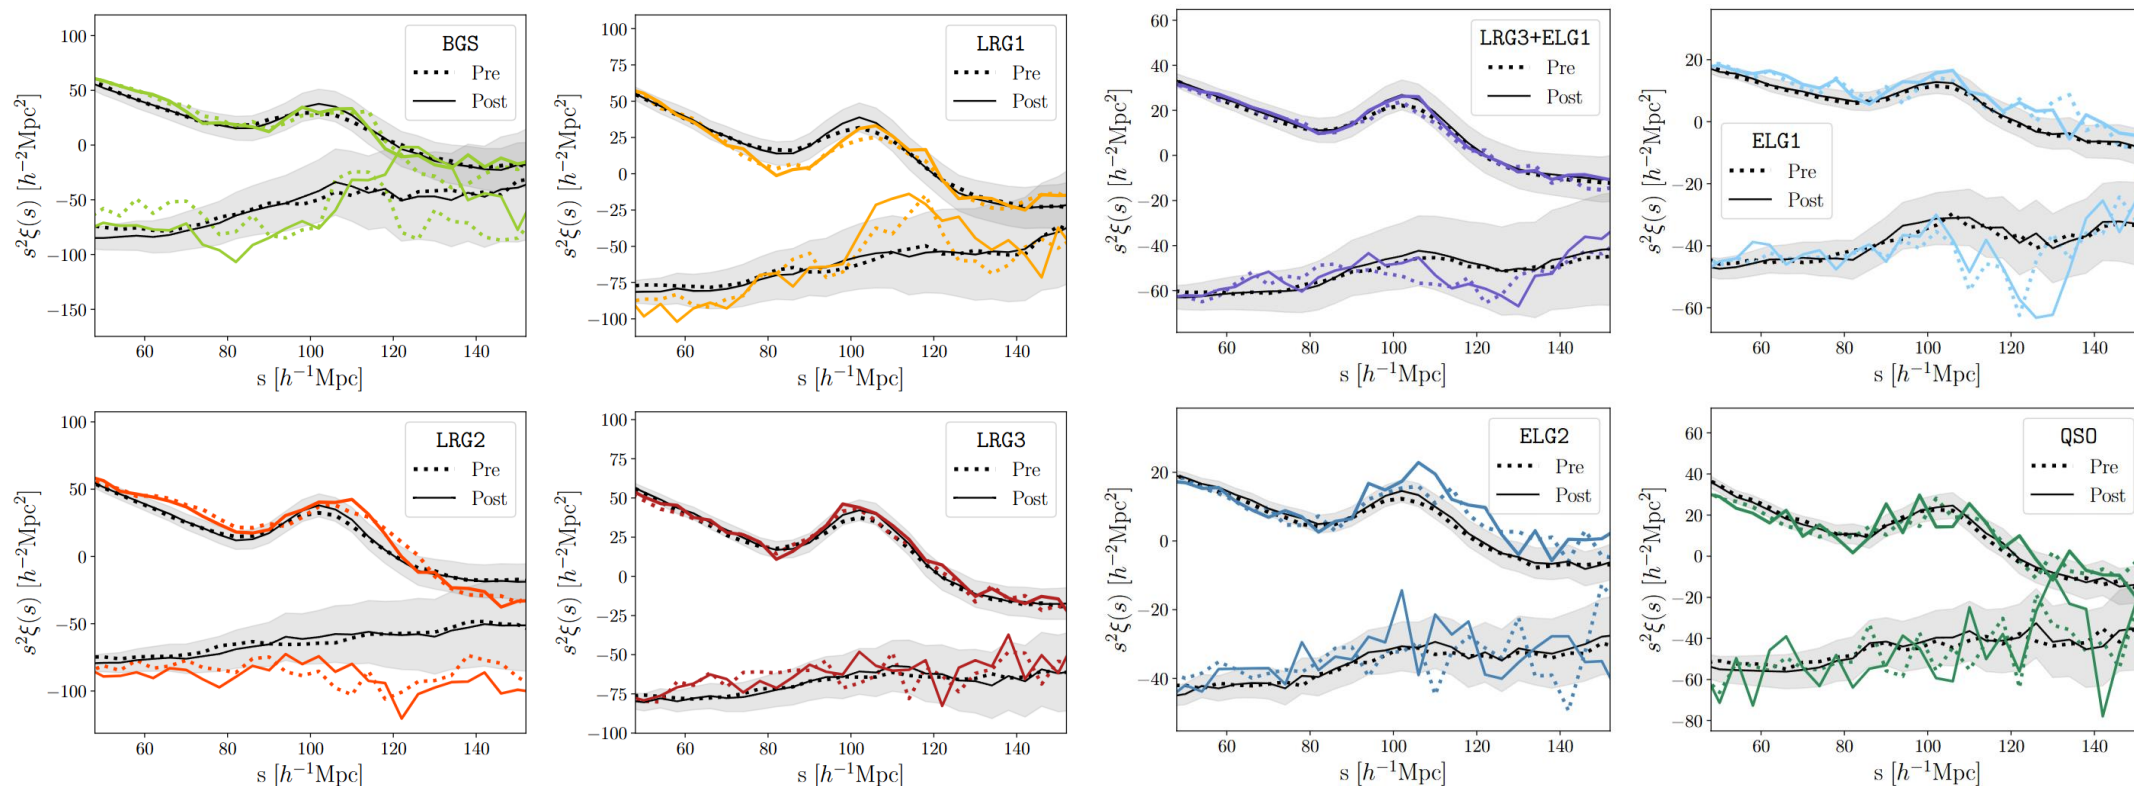 BGS
Pre
Post
100
50
0
−50
−100
−150
s²ξ(s) [h⁻²Mpc²]
60 80 100 120 140
s [h⁻¹Mpc]
LRG1
Pre
Post
100
75
50
25
0
−25
−50
−75
−100
s²ξ(s) [h⁻²Mpc²]
60 80 100 120 140
s [h⁻¹Mpc]
LRG3+ELG1
Pre
Post
60
40
20
0
−20
−40
−60
s²ξ(s) [h⁻²Mpc²]
60 80 100 120 140
s [h⁻¹Mpc]
ELG1
Pre
Post
20
0
−20
−40
−60
s²ξ(s) [h⁻²Mpc²]
60 80 100 120 140
s [h⁻¹Mpc]
LRG2
Pre
Post
100
50
0
−50
−100
s²ξ(s) [h⁻²Mpc²]
60 80 100 120 140
s [h⁻¹Mpc]
LRG3
Pre
Post
100
75
50
25
0
−25
−50
−75
−100
s²ξ(s) [h⁻²Mpc²]
60 80 100 120 140
s [h⁻¹Mpc]
ELG2
Pre
Post
20
0
−20
−40
s²ξ(s) [h⁻²Mpc²]
60 80 100 120 140
s [h⁻¹Mpc]
QSO
Pre
Post
60
40
20
0
−20
−40
−60
−80
s²ξ(s) [h⁻²Mpc²]
60 80 100 120 140
s [h⁻¹Mpc]